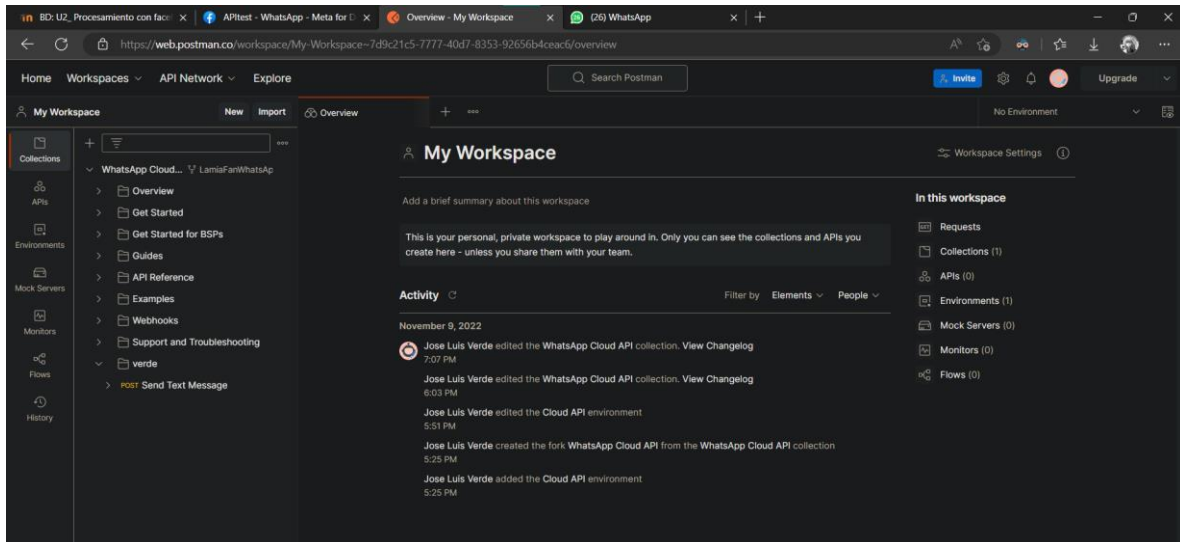 in BD: U2_Procesamiento con face
APItest - WhatsApp - Meta for D
Overview - My Workspace
(26) WhatsApp
https://web.postman.co/workspace/My-Workspace~7d9c21c5-7777-40d7-8353-92656b4ceac6/overview
Home Workspaces API Network Explore
Search Postman
Invite
Upgrade
My Workspace New Import
Overview
No Environment
Collections
APIs
Environments
Mock Servers
Monitors
Flows
History
WhatsApp Cloud... LamiaFanWhatsAp
Overview
Get Started
Get Started for BSPs
Guides
API Reference
Examples
Webhooks
Support and Troubleshooting
verde
POST Send Text Message
My Workspace
Workspace Settings
Add a brief summary about this workspace
This is your personal, private workspace to play around in. Only you can see the collections and APIs you
create here - unless you share them with your team.
Activity
Filter by Elements People
November 9, 2022
Jose Luis Verde edited the WhatsApp Cloud API collection. View Changelog
7:07 PM
Jose Luis Verde edited the WhatsApp Cloud API collection. View Changelog
6:03 PM
Jose Luis Verde edited the Cloud API environment
5:51 PM
Jose Luis Verde created the fork WhatsApp Cloud API from the WhatsApp Cloud API collection
5:25 PM
Jose Luis Verde added the Cloud API environment
5:25 PM
In this workspace
Requests
Collections (1)
APIs (0)
Environments (1)
Mock Servers (0)
Monitors (0)
Flows (0)